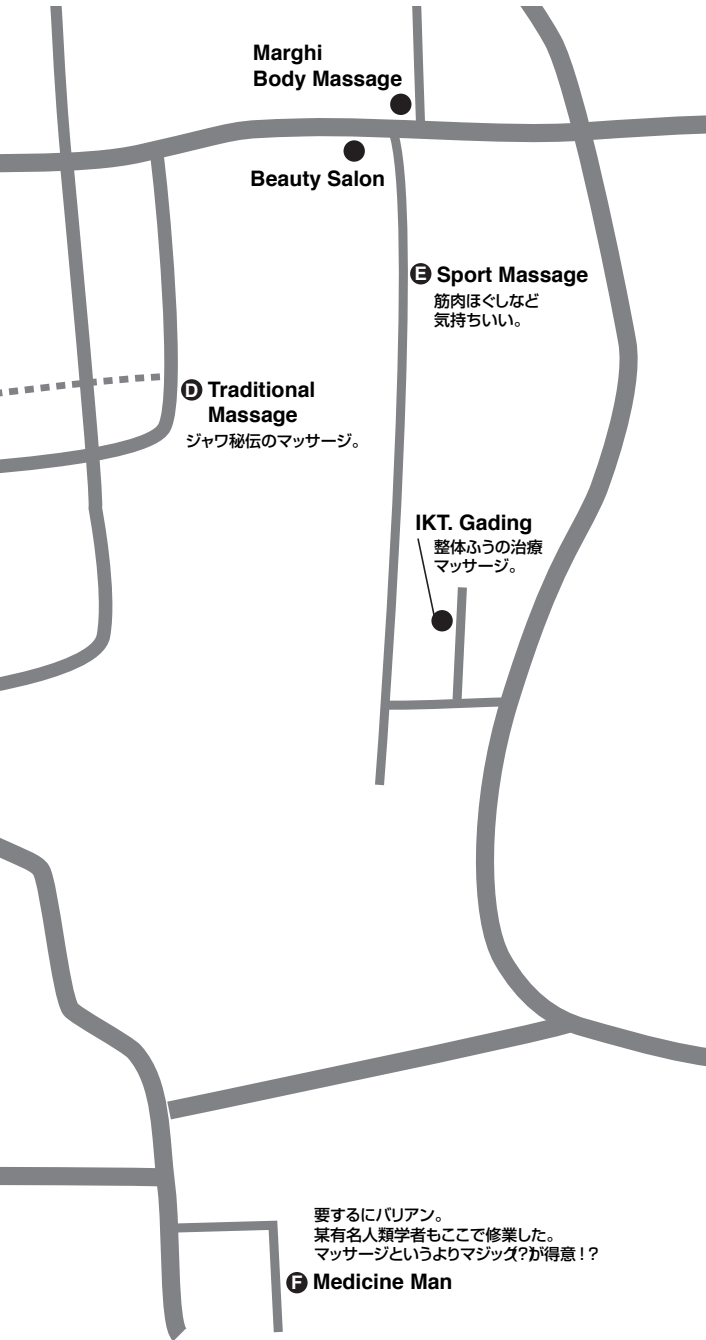 Marghi
Body Massage
Beauty Salon
E Sport Massage
筋肉ほぐしなど
気持ちいい。
D Traditional
Massage
ジャワ秘伝のマッサージ。
IKT. Gading
整体ふうの治療
マッサージ。
要するにバリアン。
某有名人類学者もここで修業した。
マッサージというよりマジック(?)が得意！？
F Medicine Man